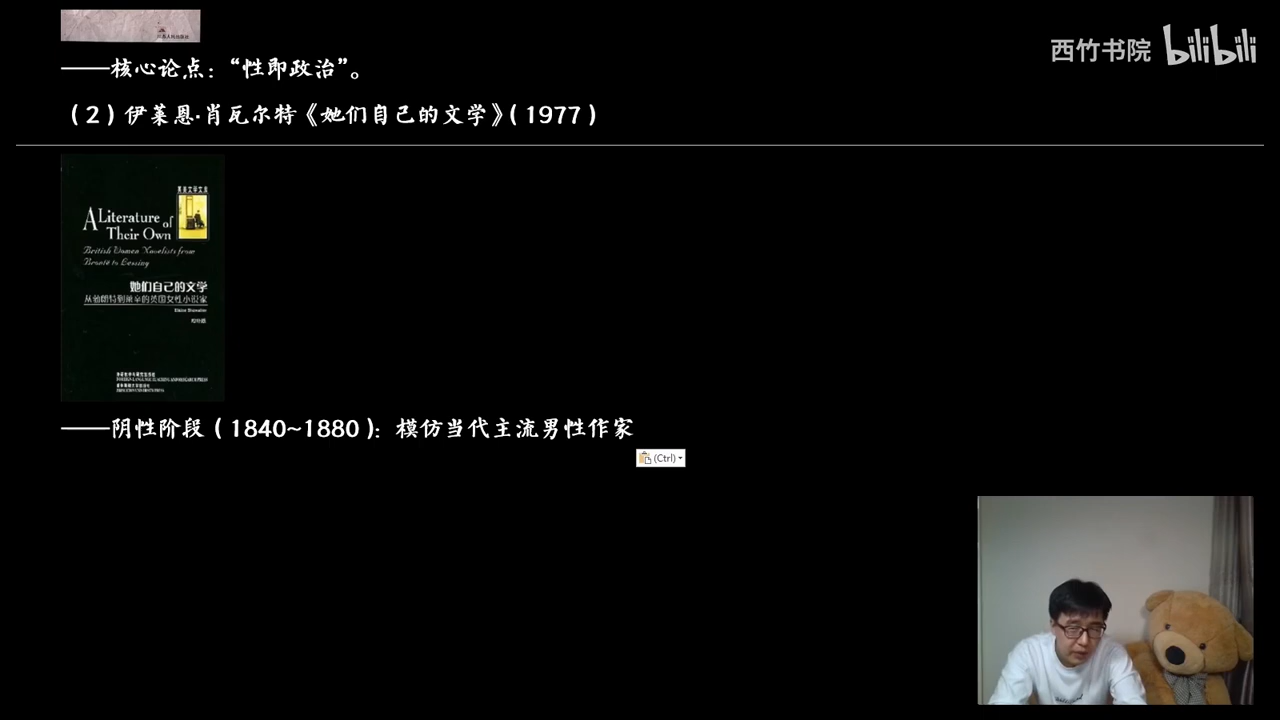 西竹书院 bilibili
——核心论点：“性即政治”。
（2）伊莱恩·肖瓦尔特《她们自己的文学》（1977）
A Literature of
Their Own
British Women Novelists from
Brontë to Lessing
她们自己的文学
从勃朗特到莱辛的英国女性小说家
Elaine Showalter
——阴性阶段（1840~1880）：模仿当代主流男性作家
(Ctrl)